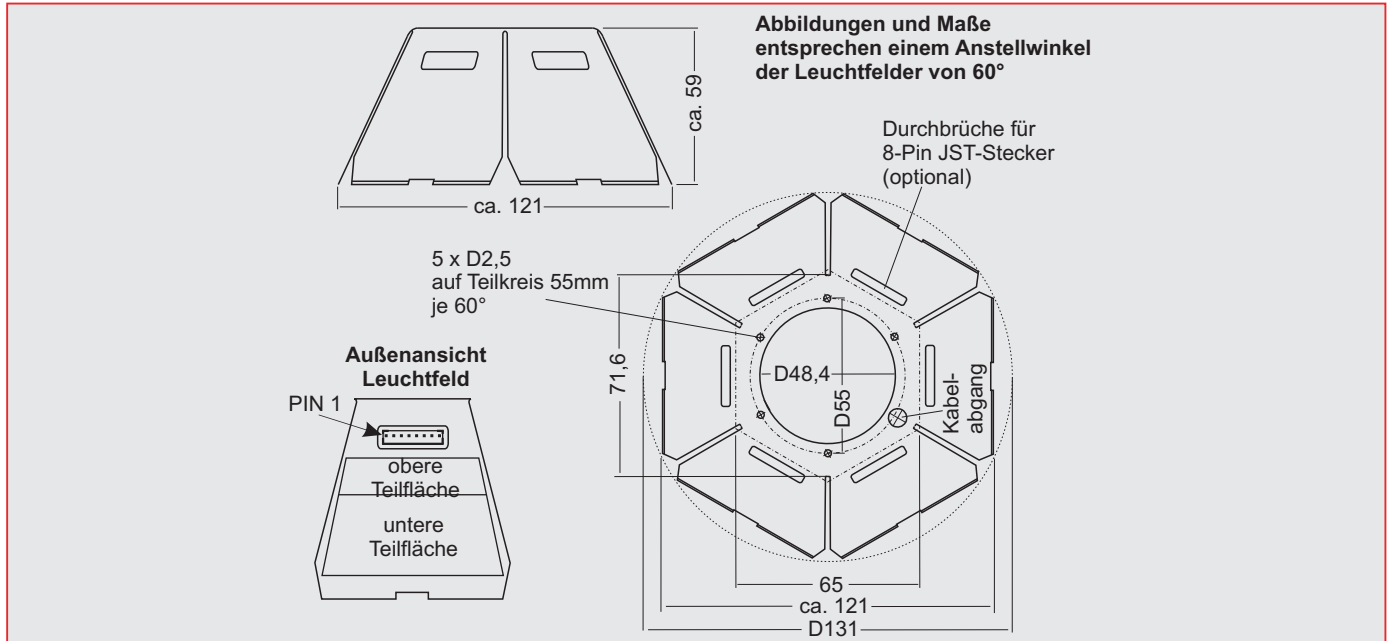 Abbildungen und Maße
entsprechen einem Anstellwinkel
der Leuchtfelder von 60°
ca. 59
ca. 121
Durchbrüche für
8-Pin JST-Stecker
(optional)
5 x D2,5
auf Teilkreis 55mm
je 60°
71,6
D48,4
D55
Kabel-
abgang
Außenansicht
Leuchtfeld
PIN 1
obere
Teilfläche
untere
Teilfläche
65
ca. 121
D131